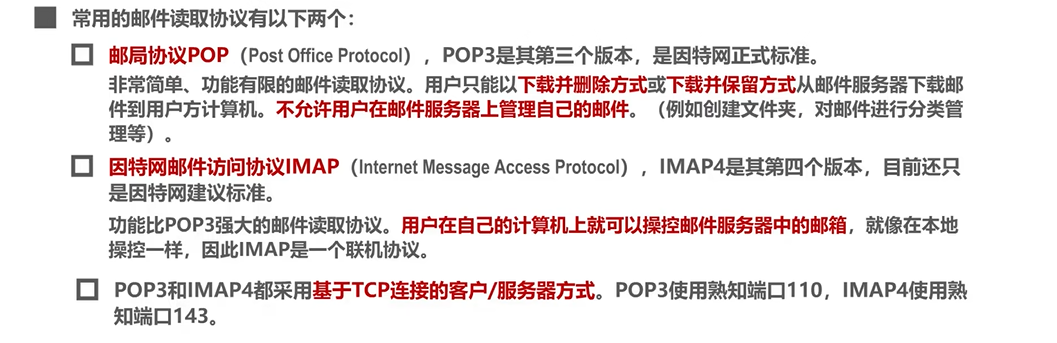 常用的邮件读取协议有以下两个：
邮局协议POP（Post Office Protocol），POP3是其第三个版本，是因特网正式标准。
非常简单、功能有限的邮件读取协议。用户只能以下载并删除方式或下载并保留方式从邮件服务器下载邮
件到用户方计算机。不允许用户在邮件服务器上管理自己的邮件。（例如创建文件夹，对邮件进行分类管
理等）。
因特网邮件访问协议IMAP（Internet Message Access Protocol），IMAP4是其第四个版本，目前还只
是因特网建议标准。
功能比POP3强大的邮件读取协议。用户在自己的计算机上就可以操控邮件服务器中的邮箱，就像在本地
操控一样，因此IMAP是一个联机协议。
POP3和IMAP4都采用基于TCP连接的客户/服务器方式。POP3使用熟知端口110，IMAP4使用熟
知端口143。